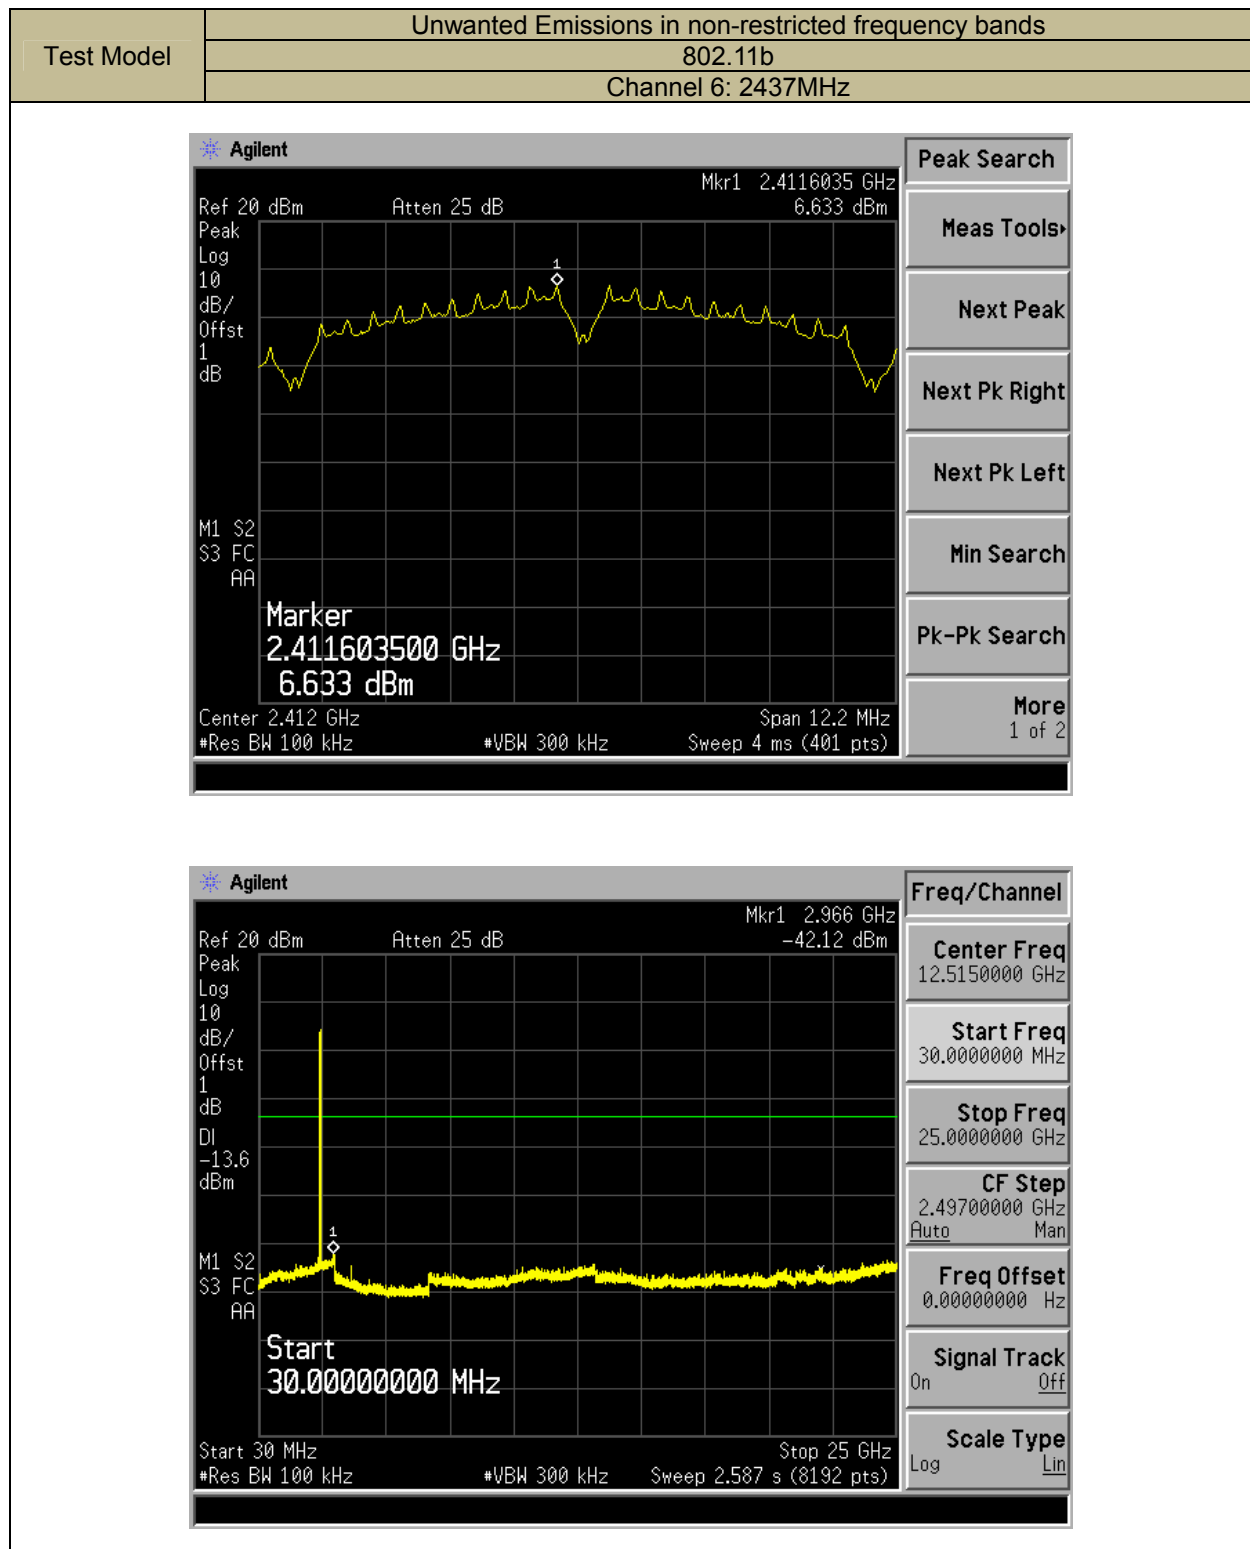 Test Model
Unwanted Emissions in non-restricted frequency bands
802.11b
Channel 6: 2437MHz
Agilent
Peak Search
Mkr1 2.4116035 GHz
Ref 20 dBm Atten 25 dB 6.633 dBm
Peak
Log
10
dB/
Offst
1
dB
1
M1 S2
S3 FC
AA
Marker
2.411603500 GHz
6.633 dBm
Center 2.412 GHz Span 12.2 MHz
#Res BW 100 kHz #VBW 300 kHz Sweep 4 ms (401 pts)
Meas Tools
Next Peak
Next Pk Right
Next Pk Left
Min Search
Pk-Pk Search
More
1 of 2
Agilent
Freq/Channel
Mkr1 2.966 GHz
Ref 20 dBm Atten 25 dB -42.12 dBm
Peak
Log
10
dB/
Offst
1
dB
DI
-13.6
dBm
1
M1 S2
S3 FC
AA
Start
30.00000000 MHz
Start 30 MHz Stop 25 GHz
#Res BW 100 kHz #VBW 300 kHz Sweep 2.587 s (8192 pts)
Center Freq
12.5150000 GHz
Start Freq
30.0000000 MHz
Stop Freq
25.0000000 GHz
CF Step
2.49700000 GHz
Auto Man
Freq Offset
0.00000000 Hz
Signal Track
On Off
Scale Type
Log Lin